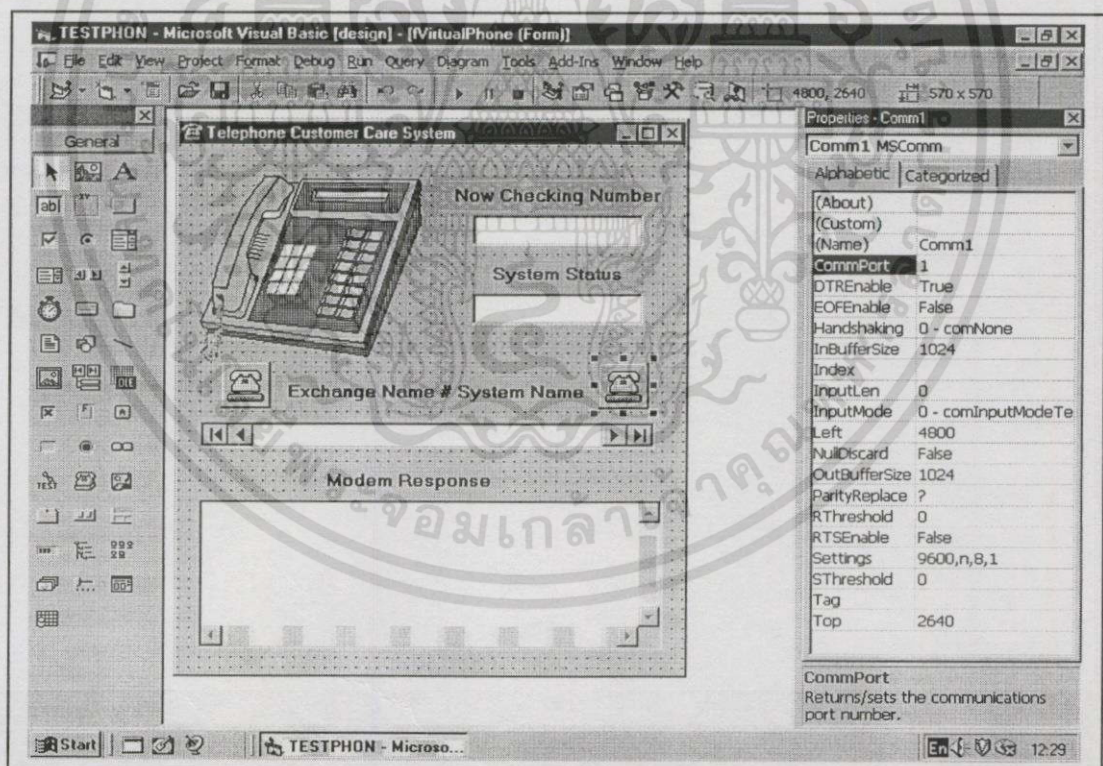 TESTPHON - Microsoft Visual Basic [design] - [fVirtualPhone (Form)]
File Edit View Project Format Debug Run Query Diagram Tools Add-Ins Window Help
4800, 2640 570 x 570
General
Telephone Customer Care System
Now Checking Number
System Status
Exchange Name # System Name
Modem Response
Properties - Comm1
Comm1 MSComm
Alphabetic Categorized
(About)
(Custom)
(Name) Comm1
CommPort 1
DTREnable True
EOFEnable False
Handshaking 0 - comNone
InBufferSize 1024
Index
InputLen 0
InputMode 0 - comInputModeTe
Left 4800
NullDiscard False
OutBufferSize 1024
ParityReplace ?
RThreshold 0
RTSEnable False
Settings 9600,n,8,1
SThreshold 0
Tag
Top 2640
CommPort
Returns/sets the communications
port number.
Start TESTPHON - Microso... En 12:29